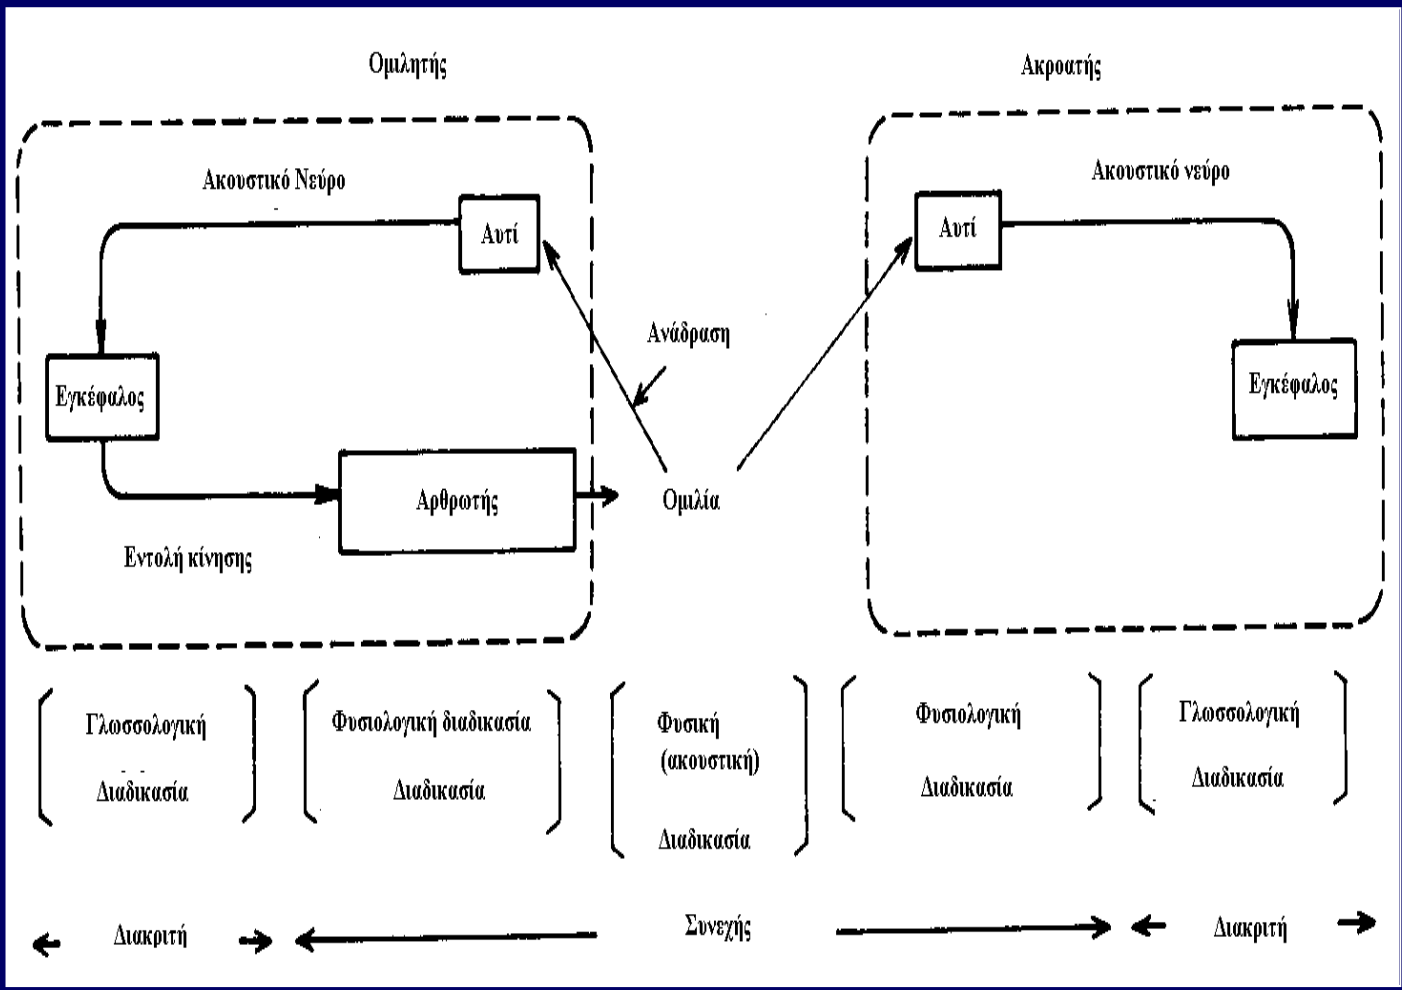 Ομιλητής
Ακροατής
Ακουστικό Νεύρο
Ακουστικό νεύρο
Αυτί
Αυτί
Ανάδραση
Εγκέφαλος
Εγκέφαλος
Αρθρωτής
Ομιλία
Εντολή κίνησης
Γλωσσολογική
Διαδικασία
Φυσιολογική διαδικασία
Διαδικασία
Φυσική
(ακουστική)
Διαδικασία
Φυσιολογική
Διαδικασία
Γλωσσολογική
Διαδικασία
Διακριτή
Συνεχής
Διακριτή